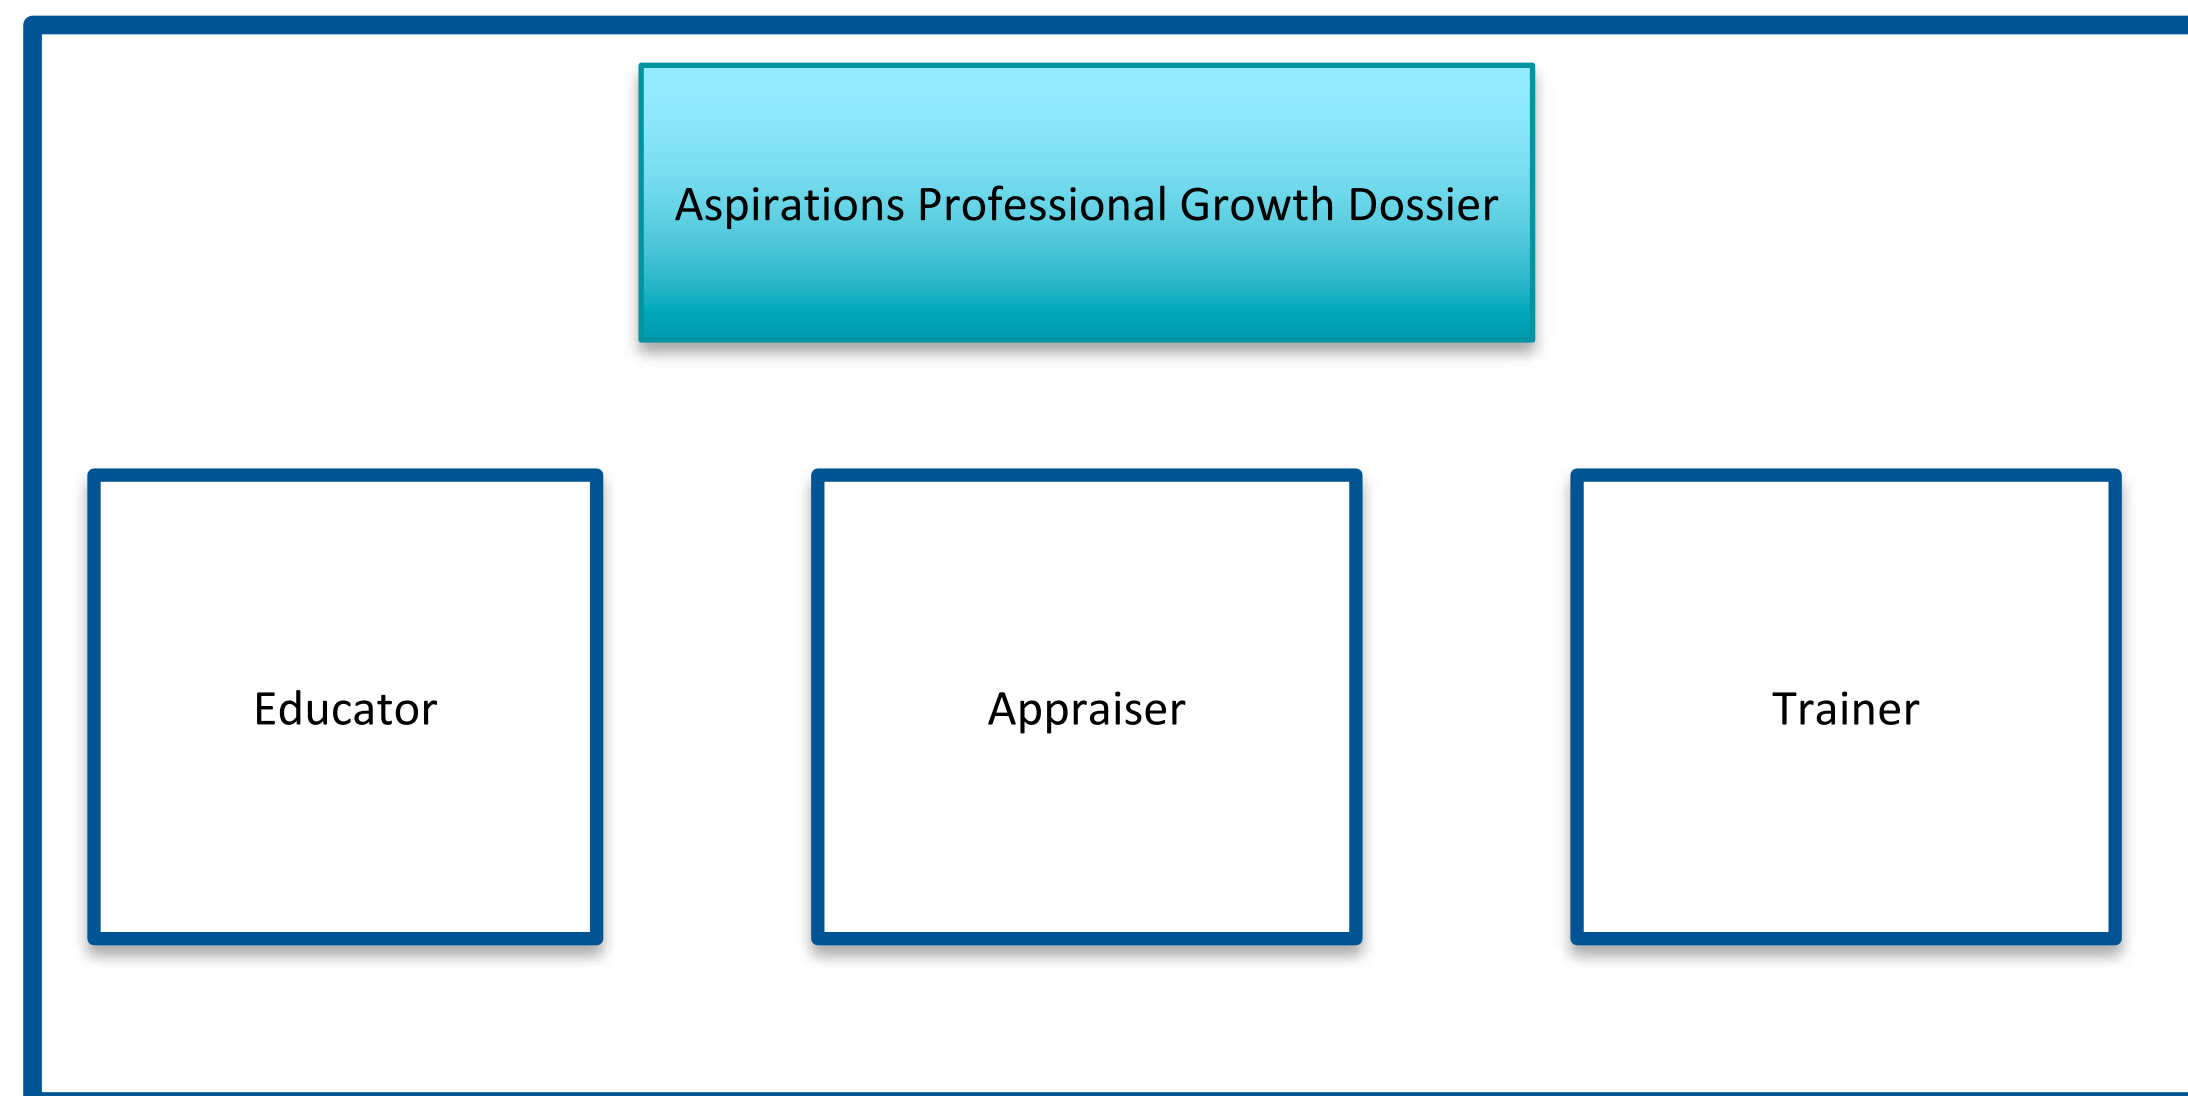 Aspirations Professional Growth Dossier
Educator
Appraiser
Trainer